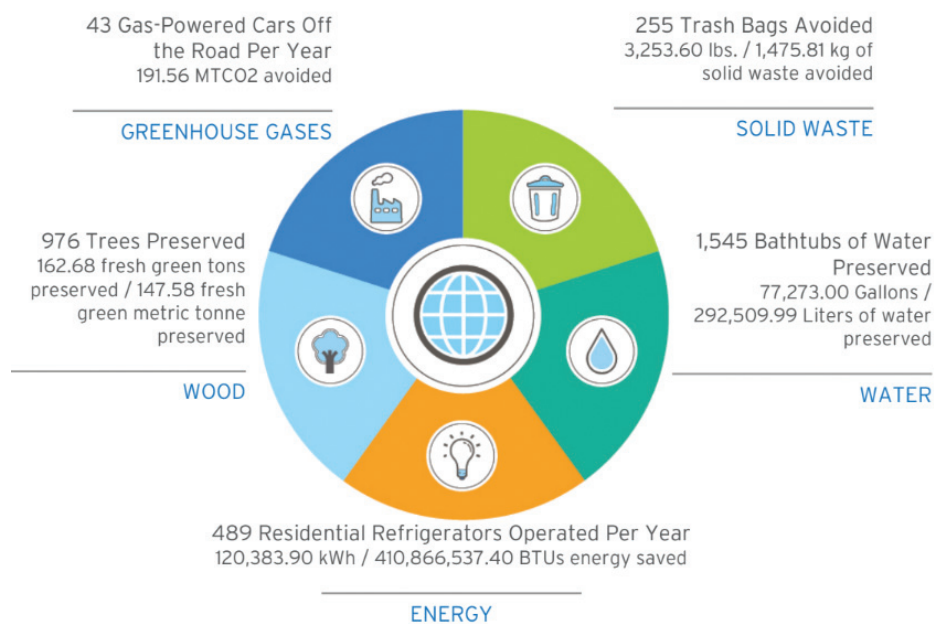 43 Gas-Powered Cars Off
the Road Per Year
191.56 MTCO2 avoided
GREENHOUSE GASES
255 Trash Bags Avoided
3,253.60 lbs. / 1,475.81 kg of
solid waste avoided
SOLID WASTE
976 Trees Preserved
162.68 fresh green tons
preserved / 147.58 fresh
green metric tonne
preserved
WOOD
1,545 Bathtubs of Water
Preserved
77,273.00 Gallons /
292,509.99 Liters of water
preserved
WATER
489 Residential Refrigerators Operated Per Year
120,383.90 kWh / 410,866,537.40 BTUs energy saved
ENERGY